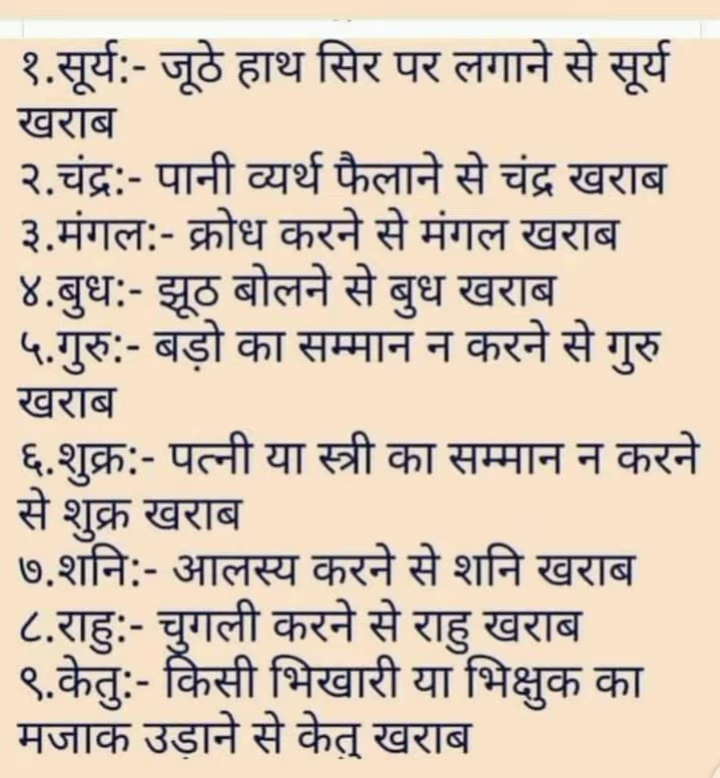 १.सूर्य:- जूठे हाथ सिर पर लगाने से सूर्य
खराब
२.चंद्र:- पानी व्यर्थ फैलाने से चंद्र खराब
३.मंगल:- क्रोध करने से मंगल खराब
४.बुध:- झूठ बोलने से बुध खराब
५.गुरु:- बड़ो का सम्मान न करने से गुरु
खराब
६.शुक्र:- पत्नी या स्त्री का सम्मान न करने
से शुक्र खराब
७.शनि:- आलस्य करने से शनि खराब
८.राहु:- चुगली करने से राहु खराब
९.केतु:- किसी भिखारी या भिक्षुक का
मजाक उड़ाने से केतु खराब